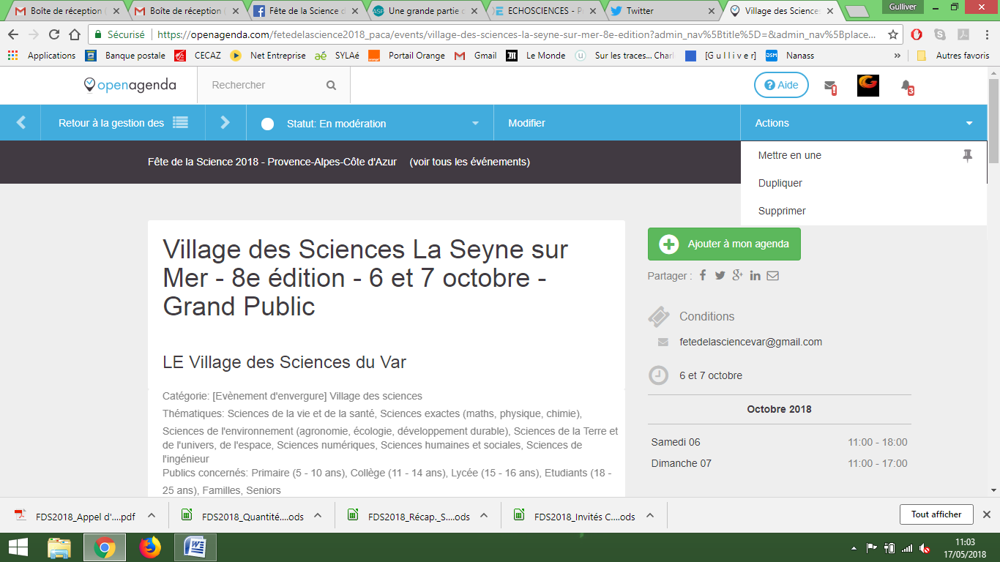 Boîte de réception
Boîte de réception
Fête de la Science d
Une grande partie d
ECHOSCIENCES - P
Twitter
Village des Sciences
Gulliver
Sécurisé
https://openagenda.com/fetedelascience2018_paca/events/village-des-sciences-la-seyne-sur-mer-8e-edition?admin_nav%5Btitle%5D=&admin_nav%5Bplace...
Applications
Banque postale
CECAZ
Net Entreprise
SYLAé
Portail Orange
Gmail
Le Monde
Sur les traces... Charl
[G u l l i v e r]
Nanass
»
Autres favoris
openagenda
Rechercher
Aide
3
Retour à la gestion des
Statut: En modération
Modifier
Actions
Fête de la Science 2018 - Provence-Alpes-Côte d'Azur (voir tous les événements)
Mettre en une
Dupliquer
Supprimer
Village des Sciences La Seyne sur
Mer - 8e édition - 6 et 7 octobre -
Grand Public
LE Village des Sciences du Var
Catégorie: [Evènement d'envergure] Village des sciences
Thématiques: Sciences de la vie et de la santé, Sciences exactes (maths, physique, chimie),
Sciences de l'environnement (agronomie, écologie, développement durable), Sciences de la Terre et
de l'univers, de l'espace, Sciences numériques, Sciences humaines et sociales, Sciences de
l'ingénieur
Publics concernés: Primaire (5 - 10 ans), Collège (11 - 14 ans), Lycée (15 - 16 ans), Etudiants (18 -
25 ans), Familles, Seniors
Ajouter à mon agenda
Partager :
Conditions
fetedelasciencevar@gmail.com
6 et 7 octobre
Octobre 2018
Samedi 06 11:00 - 18:00
Dimanche 07 11:00 - 17:00
FDS2018_Appel d'....pdf
FDS2018_Quantité....ods
FDS2018_Récap._S....ods
FDS2018_Invités C....ods
Tout afficher
11:03
17/05/2018